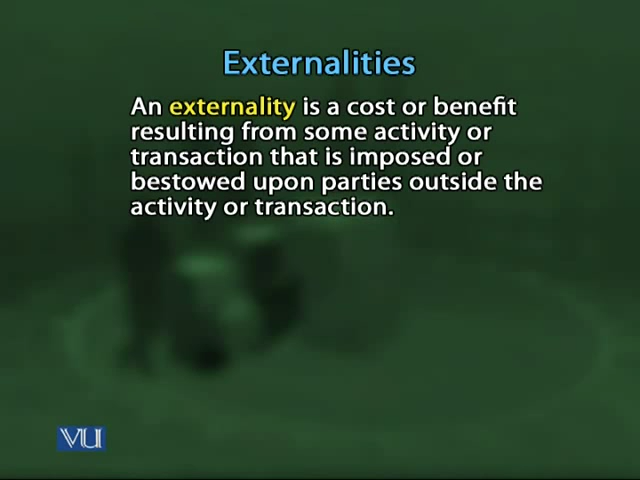 Externalities
An externality is a cost or benefit
resulting from some activity or
transaction that is imposed or
bestowed upon parties outside the
activity or transaction.
VU